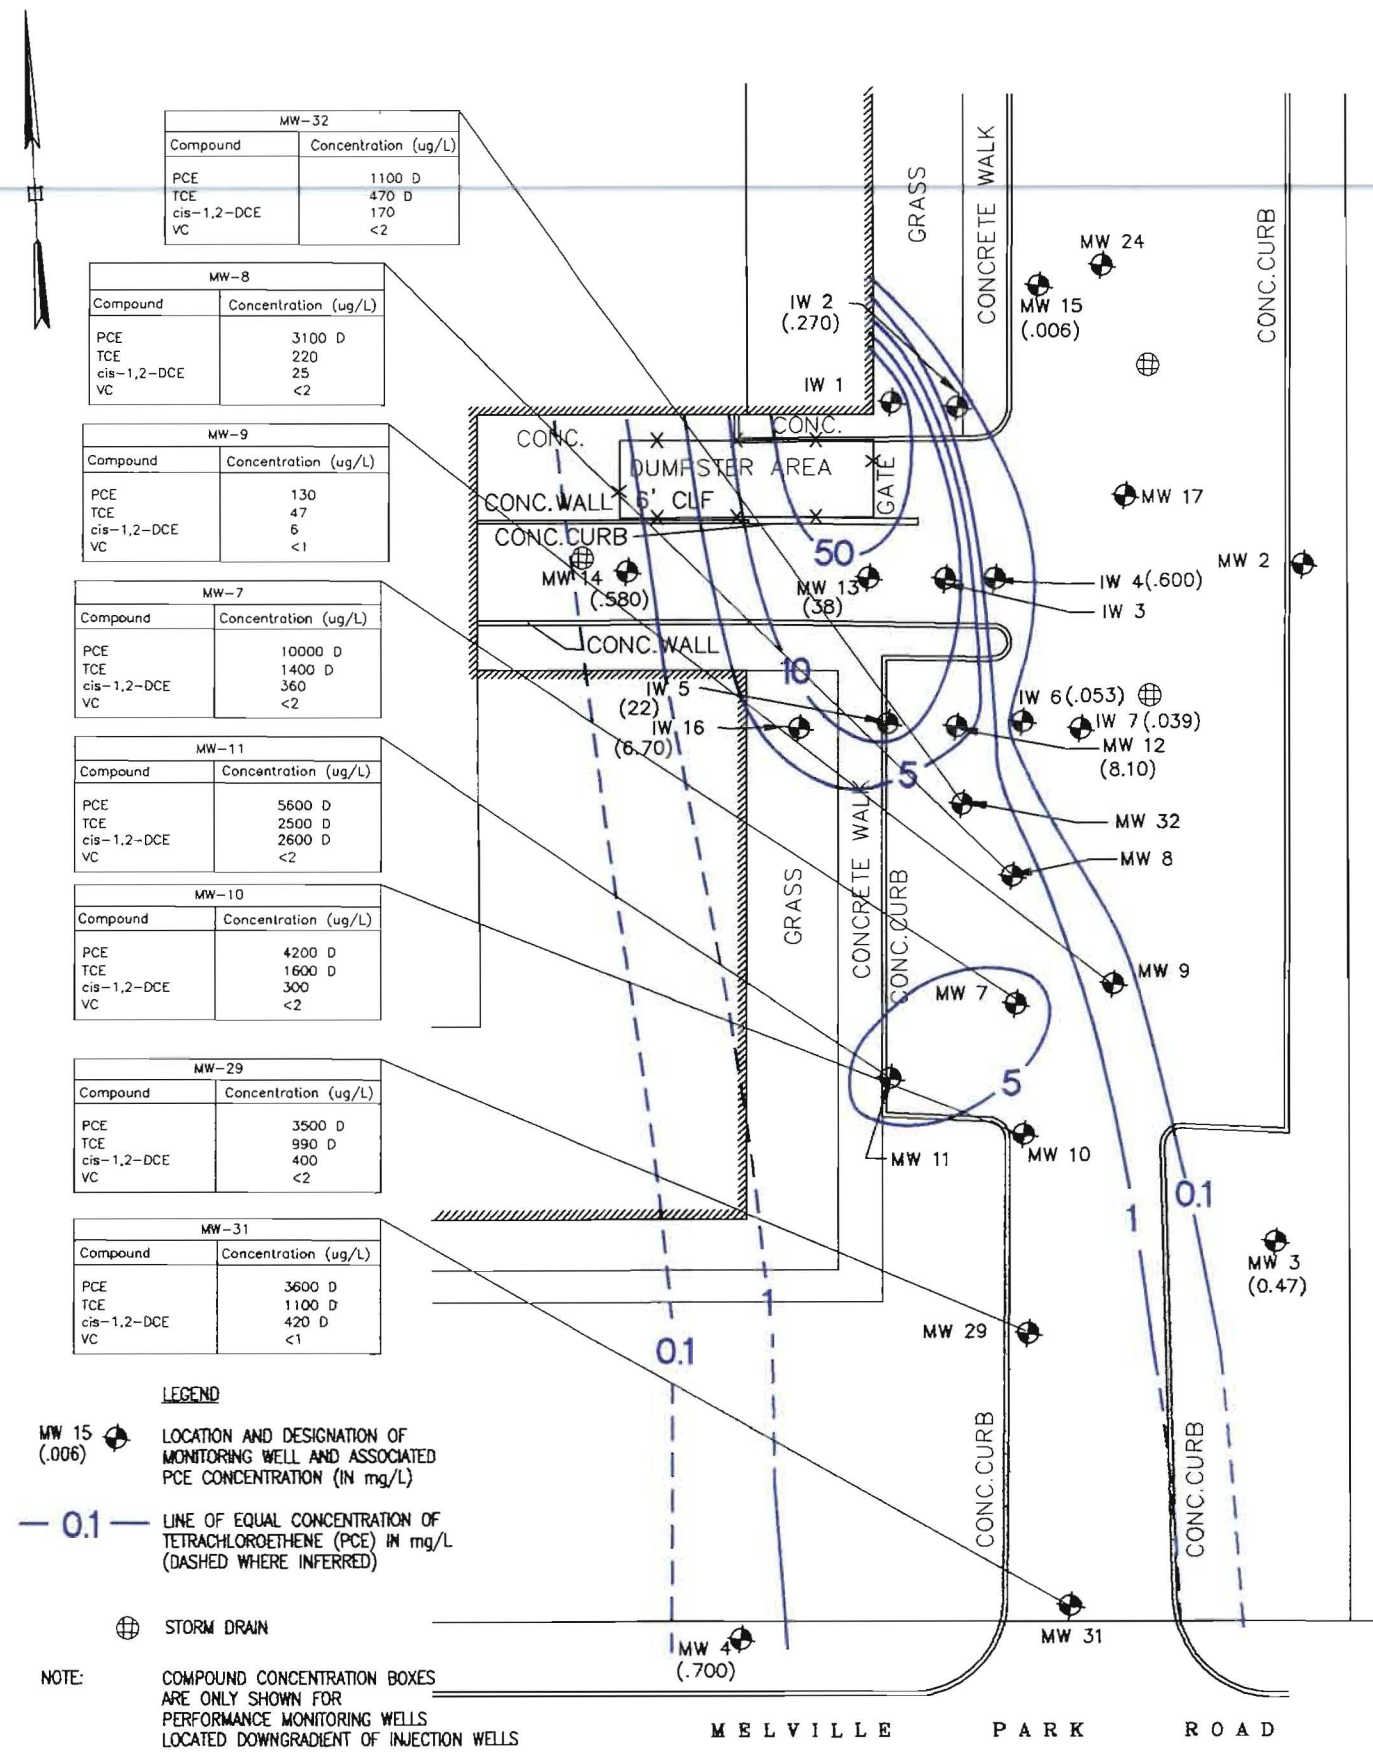 MW-32
Compound Concentration (ug/L)
PCE 1100 D
TCE 470 D
cis-1,2-DCE 170
VC <2
MW-8
Compound Concentration (ug/L)
PCE 3100 D
TCE 220
cis-1,2-DCE 25
VC <2
MW-9
Compound Concentration (ug/L)
PCE 130
TCE 47
cis-1,2-DCE 6
VC <1
MW-7
Compound Concentration (ug/L)
PCE 10000 D
TCE 1400 D
cis-1,2-DCE 360
VC <2
MW-11
Compound Concentration (ug/L)
PCE 5600 D
TCE 2500 D
cis-1,2-DCE 2600 D
VC <2
MW-10
Compound Concentration (ug/L)
PCE 4200 D
TCE 1600 D
cis-1,2-DCE 300
VC <2
MW-29
Compound Concentration (ug/L)
PCE 3500 D
TCE 990 D
cis-1,2-DCE 400
VC <2
MW-31
Compound Concentration (ug/L)
PCE 3600 D
TCE 1100 D
cis-1,2-DCE 420 D
VC <1
GRASS
CONCRETE WALK
CONC.CURB
MW 24
MW 15
(.006)
IW 2
(.270)
IW 1
CONC.
CONC.
DUMPSTER AREA
GATE
CONC.WALL
6' CLF
CONC.CURB
MW 17
MW 2
50
MW 14
(.580)
MW 13
(38)
IW 4(.600)
IW 3
CONC.WALL
10
IW 5
(22)
IW 16
(6.70)
IW 6(.053)
IW 7(.039)
MW 12
(8.10)
5
MW 32
MW 8
GRASS
CONCRETE WALK
CONC.CURB
MW 9
MW 7
5
MW 11
MW 10
1
0.1
MW 3
(0.47)
1
0.1
MW 29
CONC.CURB
CONC.CURB
MW 31
MW 4
(.700)
LEGEND
MW 15
(.006)
LOCATION AND DESIGNATION OF
MONITORING WELL AND ASSOCIATED
PCE CONCENTRATION (IN mg/L)
0.1
LINE OF EQUAL CONCENTRATION OF
TETRACHLOROETHENE (PCE) IN mg/L
(DASHED WHERE INFERRED)
STORM DRAIN
NOTE:
COMPOUND CONCENTRATION BOXES
ARE ONLY SHOWN FOR
PERFORMANCE MONITORING WELLS
LOCATED DOWNGRADIENT OF INJECTION WELLS
MELVILLE PARK ROAD